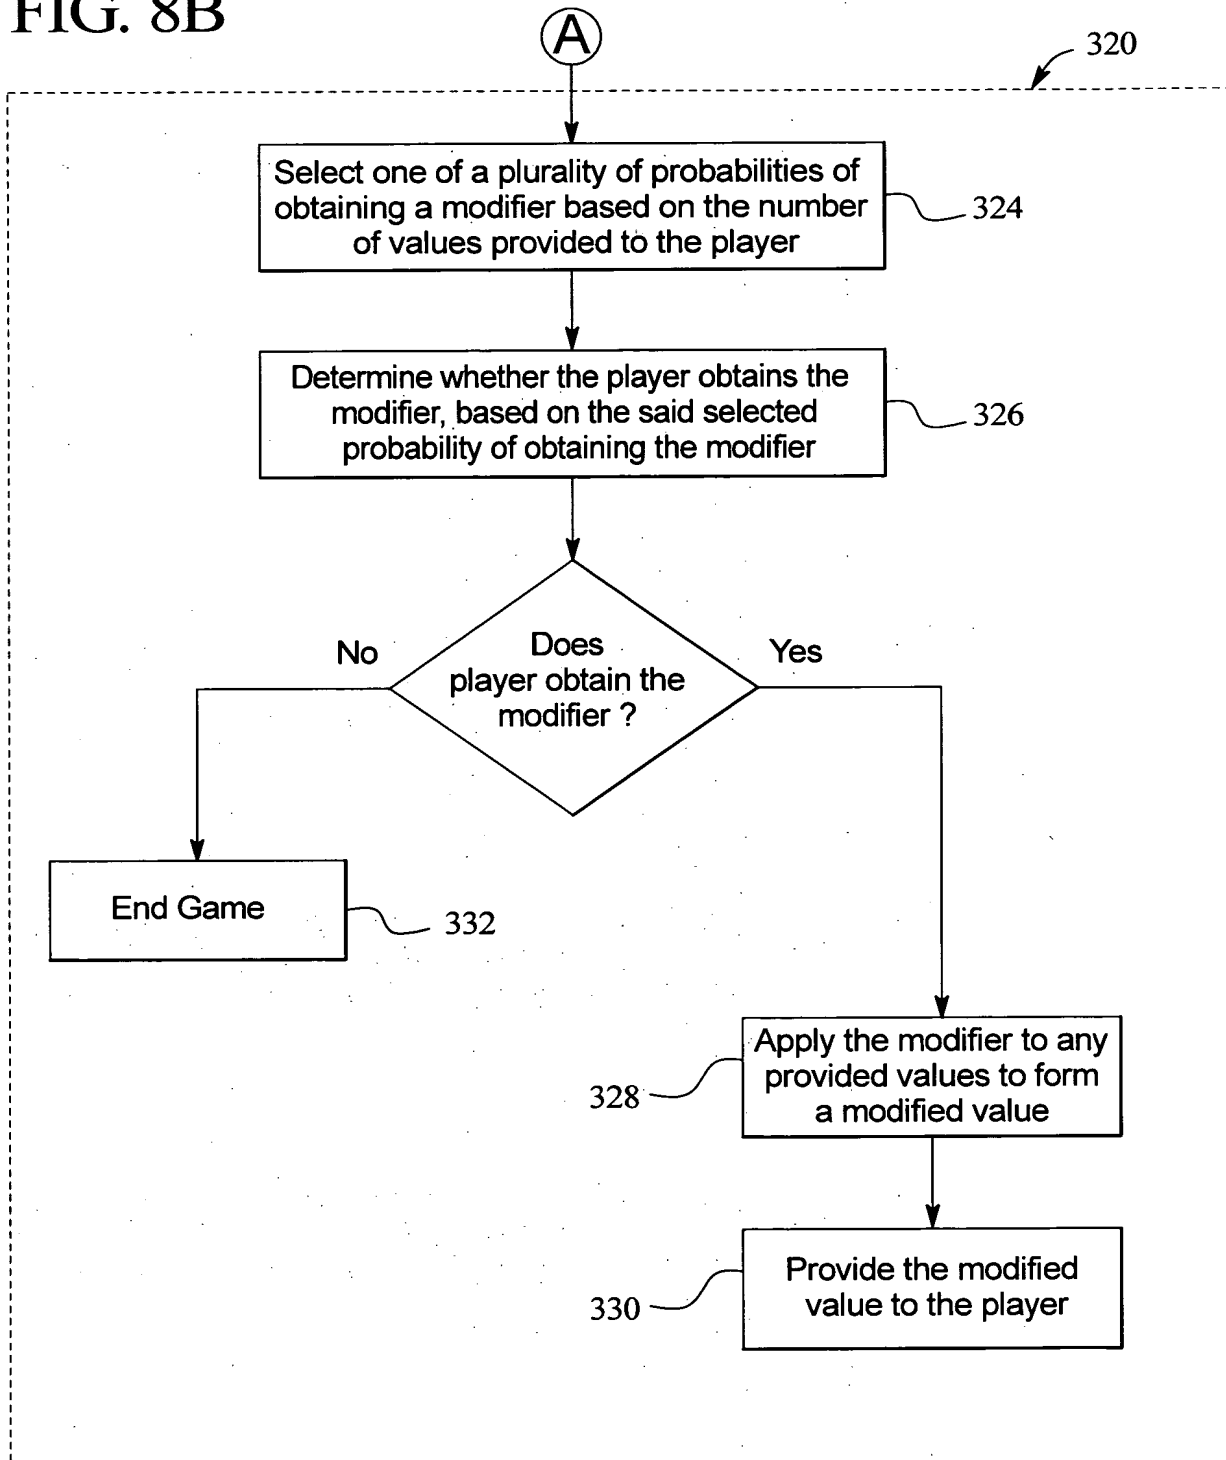 FIG. 8B
A
320
Select one of a plurality of probabilities of
obtaining a modifier based on the number
of values provided to the player
324
Determine whether the player obtains the
modifier, based on the said selected
probability of obtaining the modifier
326
No
Does
player obtain the
modifier ?
Yes
End Game
332
Apply the modifier to any
provided values to form
a modified value
328
Provide the modified
value to the player
330